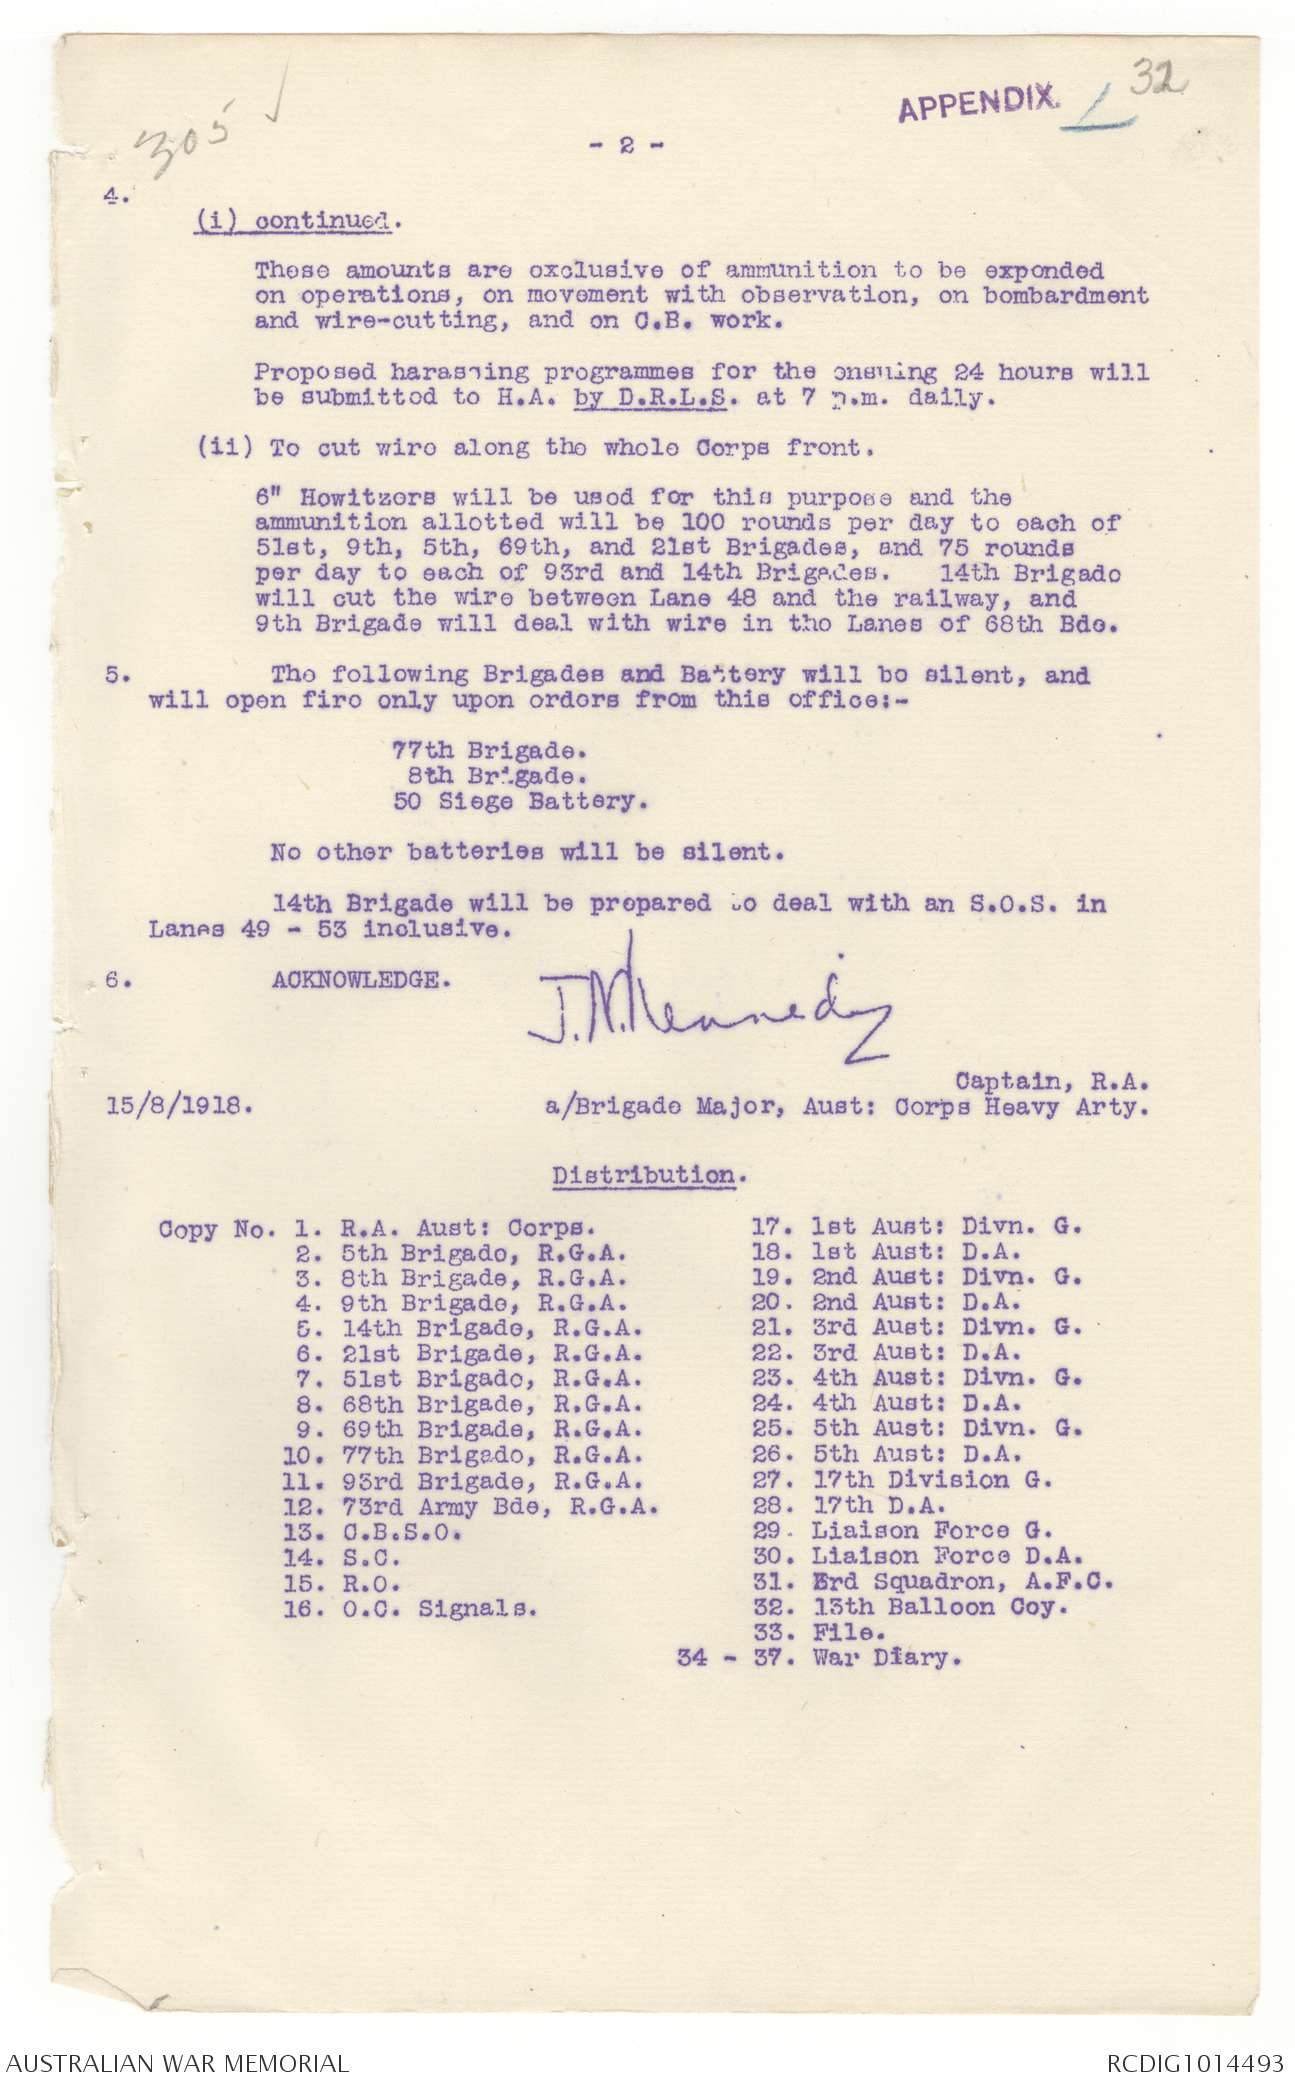 305 ✓
APPENDIX. L 32
- 2 -
4.
(i) continued.
These amounts are exclusive of ammunition to be expended
on operations, on movement with observation, on bombardment
and wire-cutting, and on C.B. work.
Proposed harassing programmes for the ensuing 24 hours will
be submitted to H.A. by D.R.L.S. at 7 p.m. daily.
(ii) To cut wire along the whole Corps front.
6" Howitzers will be used for this purpose and the
ammunition allotted will be 100 rounds per day to each of
51st, 9th, 5th, 69th, and 21st Brigades, and 75 rounds
per day to each of 93rd and 14th Brigades. 14th Brigade
will cut the wire between Lane 48 and the railway, and
9th Brigade will deal with wire in the Lanes of 68th Bde.
5. The following Brigades and Battery will be silent, and
will open fire only upon orders from this office:-
77th Brigade.
8th Brigade.
50 Siege Battery.
No other batteries will be silent.
14th Brigade will be prepared to deal with an S.O.S. in
Lanes 49 - 53 inclusive.
6. ACKNOWLEDGE.
J.N. Kennedy
Captain, R.A.
15/8/1918. a/Brigade Major, Aust: Corps Heavy Arty.
Distribution.
Copy No. 1. R.A. Aust: Corps.
2. 5th Brigade, R.G.A.
3. 8th Brigade, R.G.A.
4. 9th Brigade, R.G.A.
5. 14th Brigade, R.G.A.
6. 21st Brigade, R.G.A.
7. 51st Brigade, R.G.A.
8. 68th Brigade, R.G.A.
9. 69th Brigade, R.G.A.
10. 77th Brigade, R.G.A.
11. 93rd Brigade, R.G.A.
12. 73rd Army Bde, R.G.A.
13. C.B.S.O.
14. S.C.
15. R.O.
16. O.C. Signals.
17. 1st Aust: Divn. G.
18. 1st Aust: D.A.
19. 2nd Aust: Divn. G.
20. 2nd Aust: D.A.
21. 3rd Aust: Divn. G.
22. 3rd Aust: D.A.
23. 4th Aust: Divn. G.
24. 4th Aust: D.A.
25. 5th Aust: Divn. G.
26. 5th Aust: D.A.
27. 17th Division G.
28. 17th D.A.
29. Liaison Force G.
30. Liaison Force D.A.
31. 3rd Squadron, A.F.C.
32. 13th Balloon Coy.
33. File.
34 - 37. War Diary.
AUSTRALIAN WAR MEMORIAL
RCDIG1014493